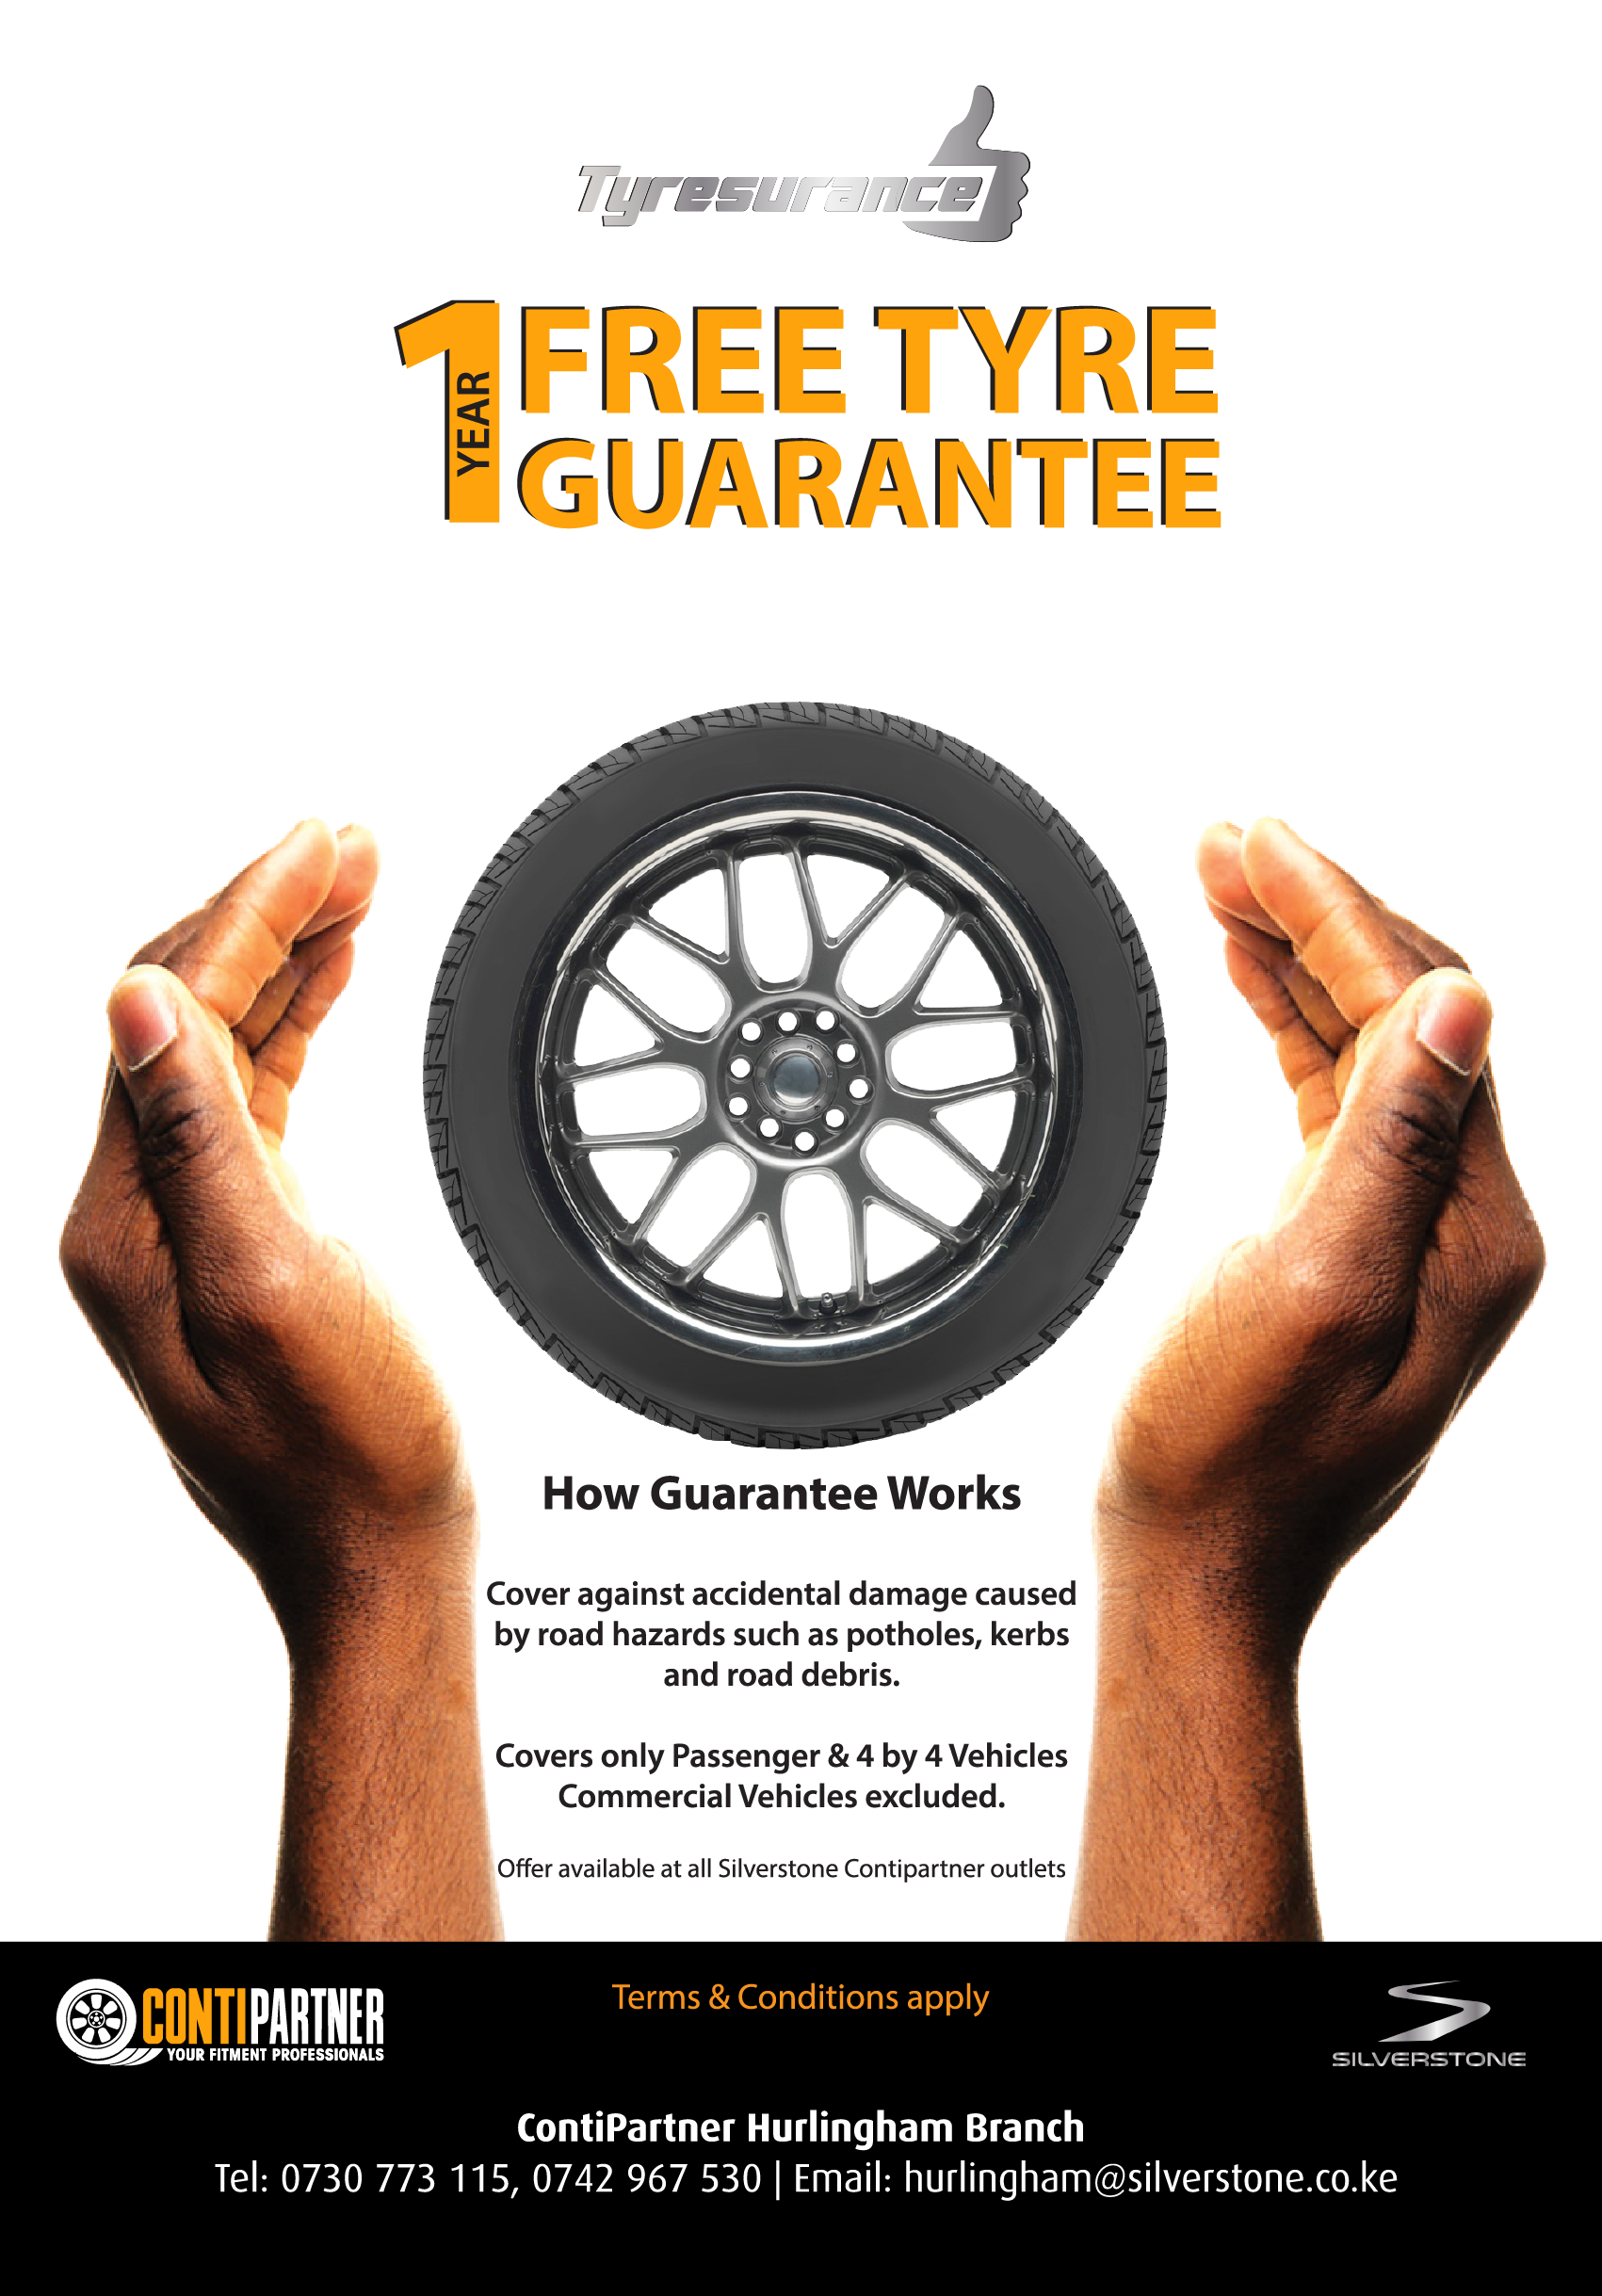 Tyresurance
1 YEAR FREE TYRE
GUARANTEE
How Guarantee Works
Cover against accidental damage caused
by road hazards such as potholes, kerbs
and road debris.
Covers only Passenger & 4 by 4 Vehicles
Commercial Vehicles excluded.
Offer available at all Silverstone Contipartner outlets
CONTIPARTNER
YOUR FITMENT PROFESSIONALS
Terms & Conditions apply
SILVERSTONE
ContiPartner Hurlingham Branch
Tel: 0730 773 115, 0742 967 530 | Email: hurlingham@silverstone.co.ke